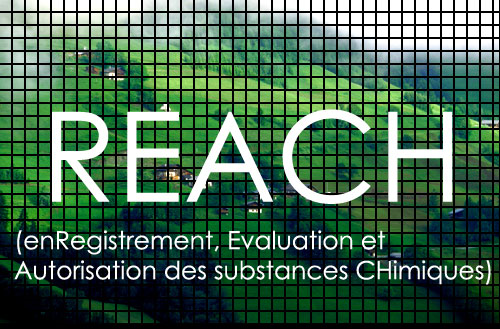 REACH
(enRegistrement, Evaluation et
Autorisation des substances CHimiques)